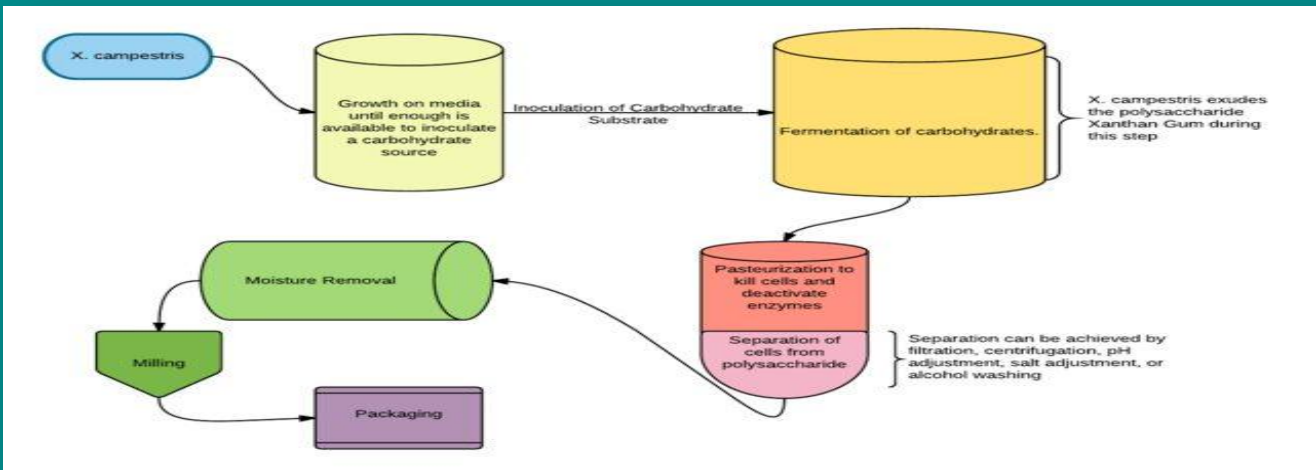 X. campestris
Growth on media
until enough is
available to inoculate
a carbohydrate
source
Inoculation of Carbohydrate
Substrate
Fermentation of carbohydrates.
X. campestris exudes
the polysaccharide
Xanthan Gum during
this step
Pasteurization to
kill cells and
deactivate
enzymes
Separation of
cells from
polysaccharide
Separation can be achieved by
filtration, centrifugation, pH
adjustment, salt adjustment, or
alcohol washing
Moisture Removal
Milling
Packaging